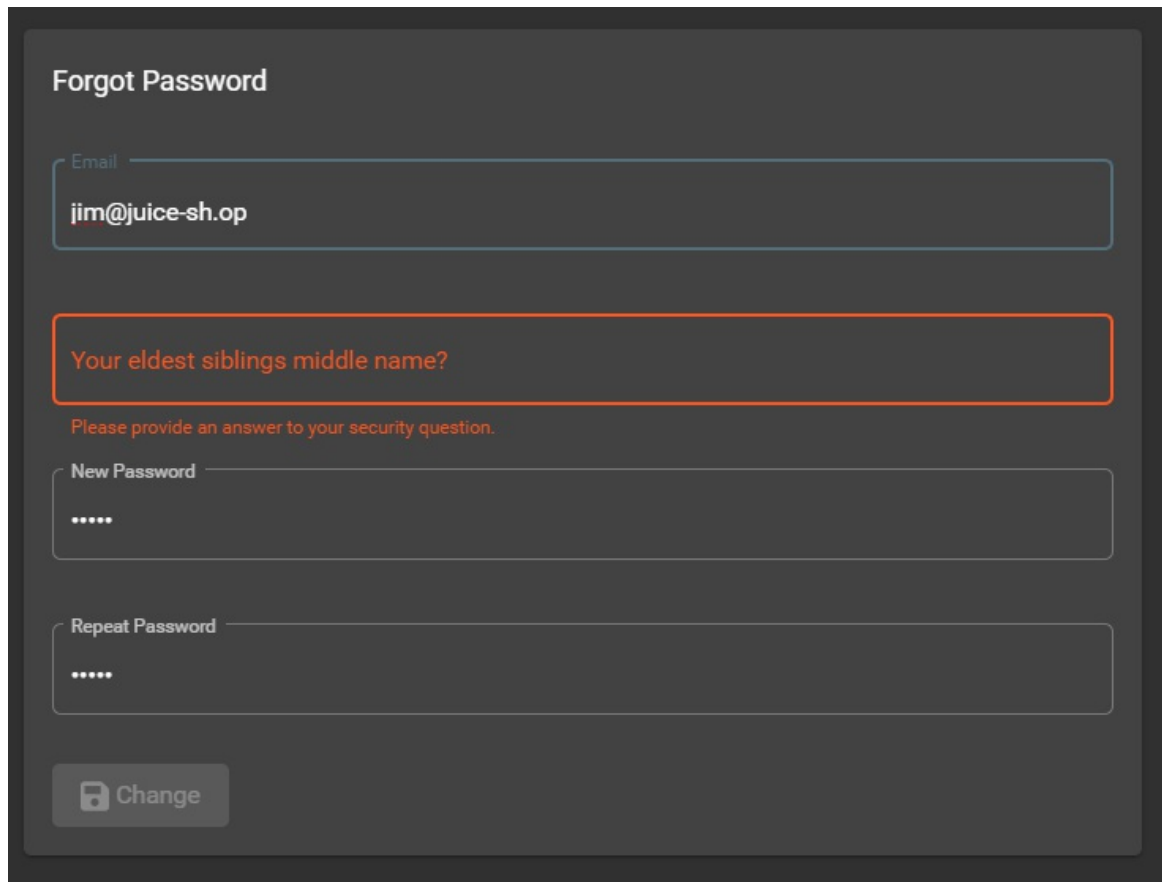 Forgot Password
Email
jim@juice-sh.op
Your eldest siblings middle name?
Please provide an answer to your security question.
New Password
•••••
Repeat Password
•••••
Change